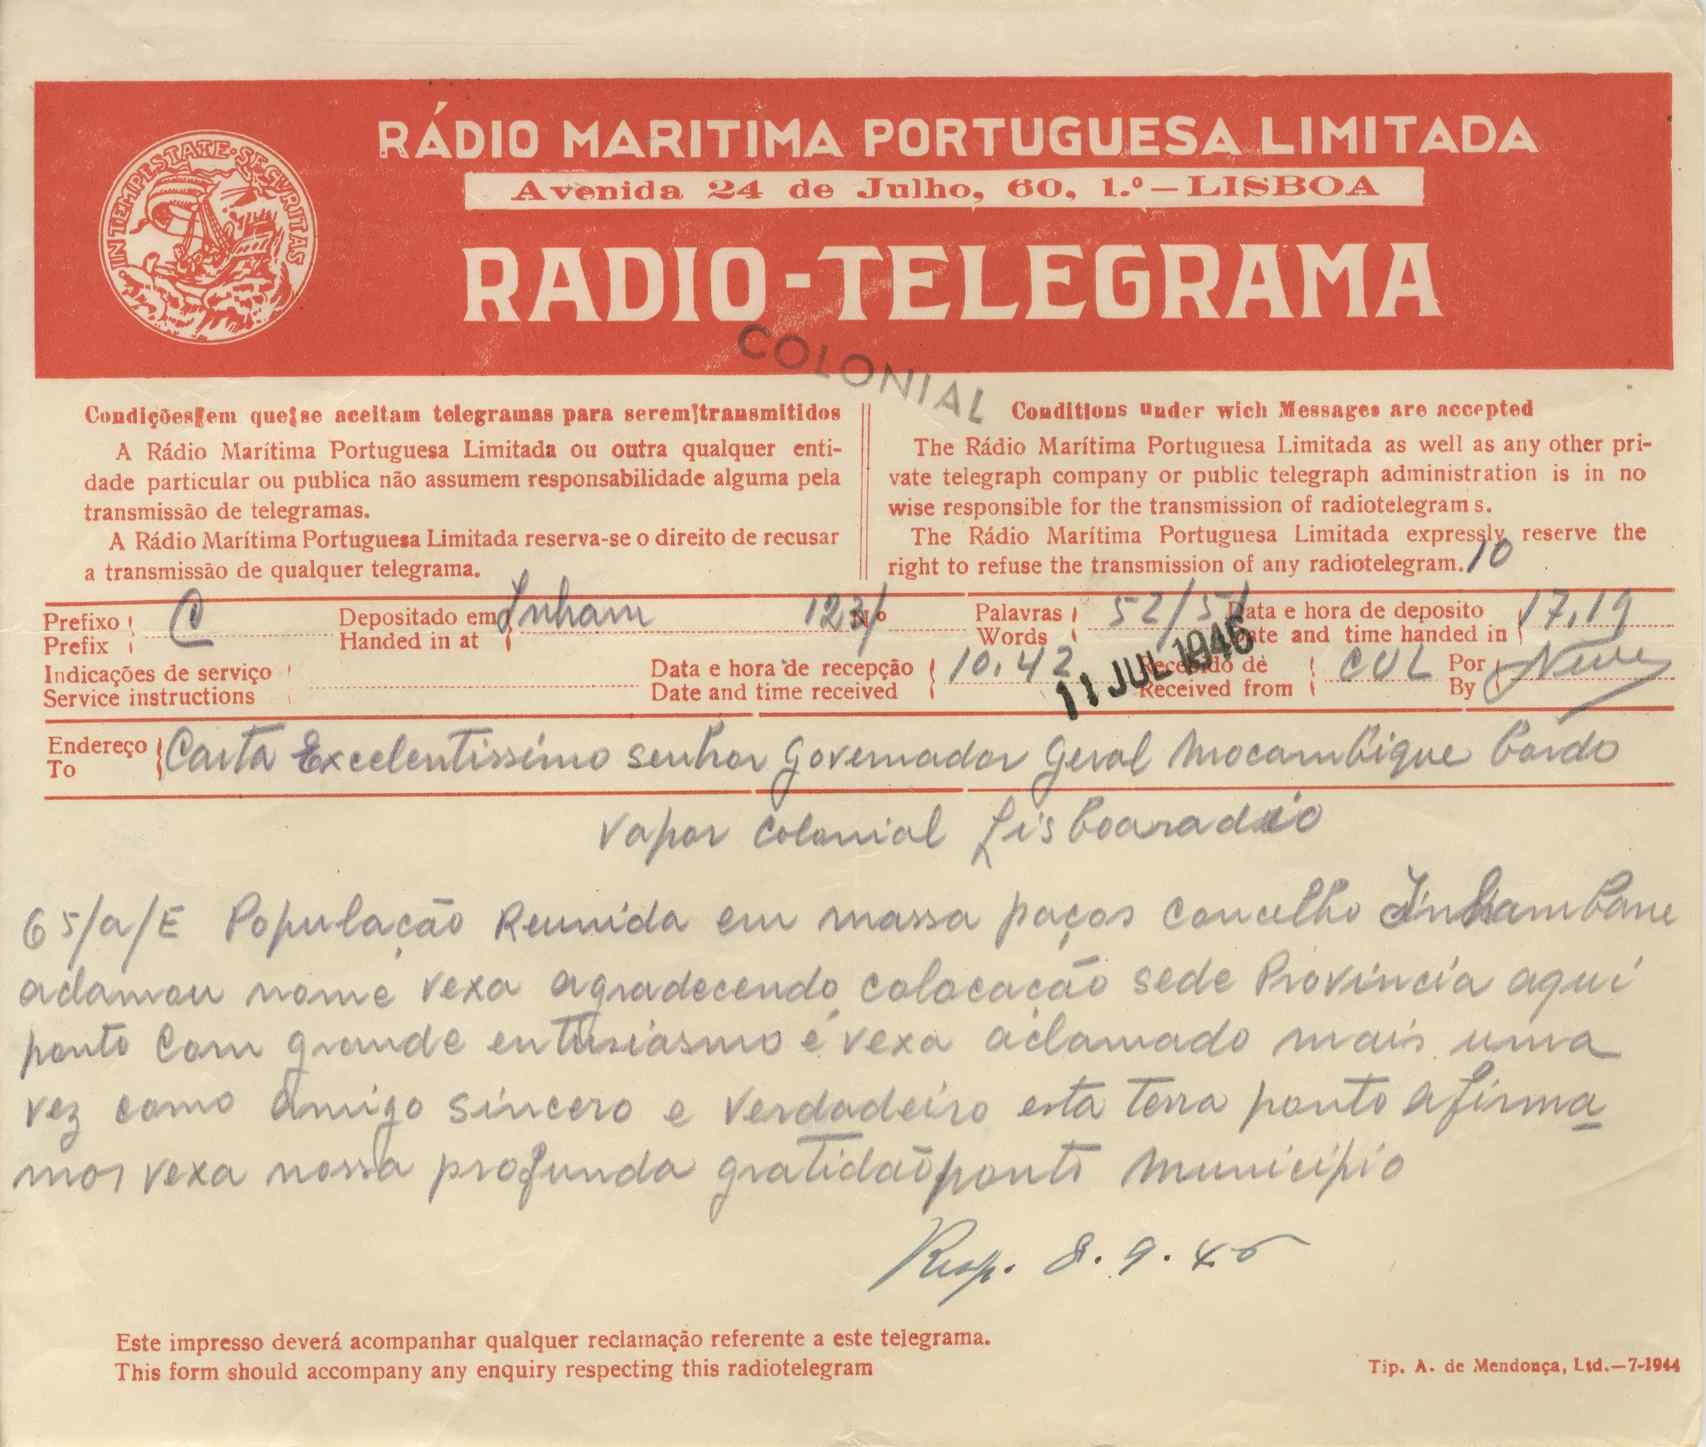 IN TEMPESTATE SECVRITAS
RÁDIO MARITIMA PORTUGUESA LIMITADA
Avenida 24 de Julho, 60, 1.º—LISBOA
RADIO-TELEGRAMA
COLONIAL
Condições em que se aceitam telegramas para serem transmitidos
A Rádio Marítima Portuguesa Limitada ou outra qualquer enti-
dade particular ou publica não assumem responsabilidade alguma pela
transmissão de telegramas.
A Rádio Marítima Portuguesa Limitada reserva-se o direito de recusar
a transmissão de qualquer telegrama.
Conditions under wich Messages are accepted
The Rádio Marítima Portuguesa Limitada as well as any other pri-
vate telegraph company or public telegraph administration is in no
wise responsible for the transmission of radiotelegrams.
The Rádio Marítima Portuguesa Limitada expressly reserve the
right to refuse the transmission of any radiotelegram. 10
Prefixo C Depositado em Inham Nº 123/ Palavras 52/51 Data e hora de deposito 17.19
Prefix Handed in at Words Date and time handed in
Indicações de serviço Data e hora de recepção 10.42 11 JUL 1946 Recebido de CUL Por Neves
Service instructions Date and time received Received from By
Endereço Carta Excelentissimo senhor Governador Geral Mocambique bordo
To
vapor colonial Lisboaradio
65/a/E População Reunida em massa paços concelho Inhambane
aclamou nome vexa agradecendo colocacão sede Provincia aqui
ponto Com grande entusiasmo é vexa aclamado mais uma
vez como amigo sincero e verdadeiro esta terra ponto afirma
mos vexa nossa profunda gratidão ponto Municipio
Resp. 8.9.46
Este impresso deverá acompanhar qualquer reclamação referente a este telegrama.
This form should accompany any enquiry respecting this radiotelegram
Tip. A. de Mendonça, Ltd.—7-1944